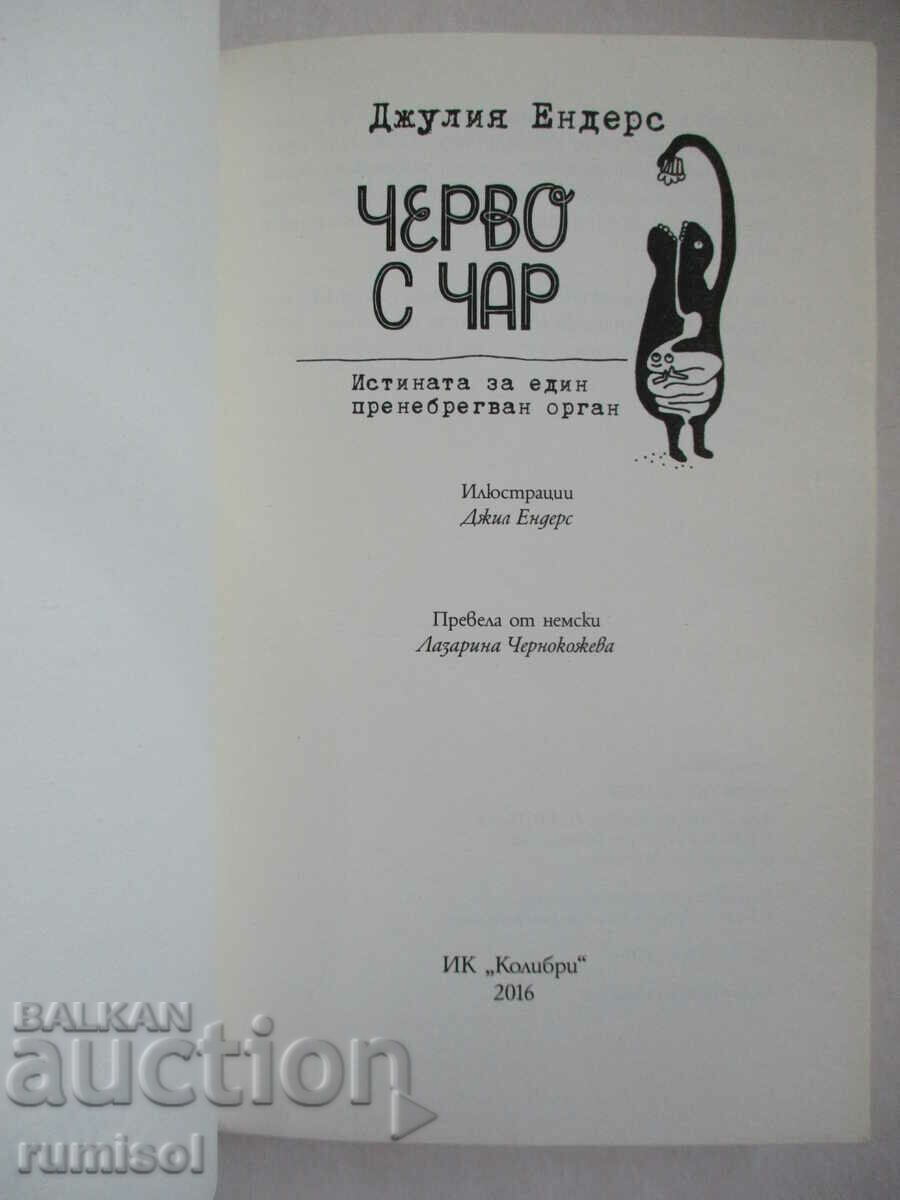 Джулия Ендерс
ЧЕРВО
С ЧАР
Истината за един
пренебрегван орган
Илюстрации
Джил Ендерс
Превела от немски
Лазарина Чернокожева
ИК „Колибри“
2016
BALKAN
auction
rumisol